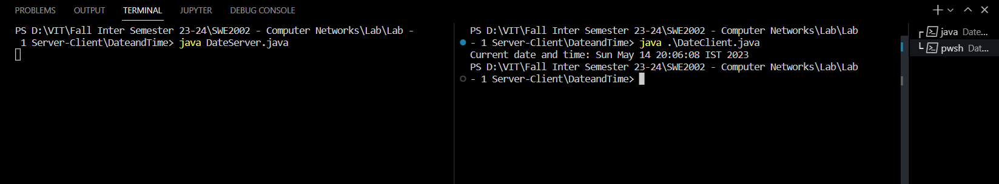 PROBLEMS OUTPUT TERMINAL JUPYTER DEBUG CONSOLE
PS D:\VIT\Fall Inter Semester 23-24\SWE2002 - Computer Networks\Lab\Lab -
1 Server-Client\DateandTime> java DateServer.java
PS D:\VIT\Fall Inter Semester 23-24\SWE2002 - Computer Networks\Lab\Lab
- 1 Server-Client\DateandTime> java .\DateClient.java
Current date and time: Sun May 14 20:06:08 IST 2023
PS D:\VIT\Fall Inter Semester 23-24\SWE2002 - Computer Networks\Lab\Lab
- 1 Server-Client\DateandTime>
java Date...
pwsh Dat...